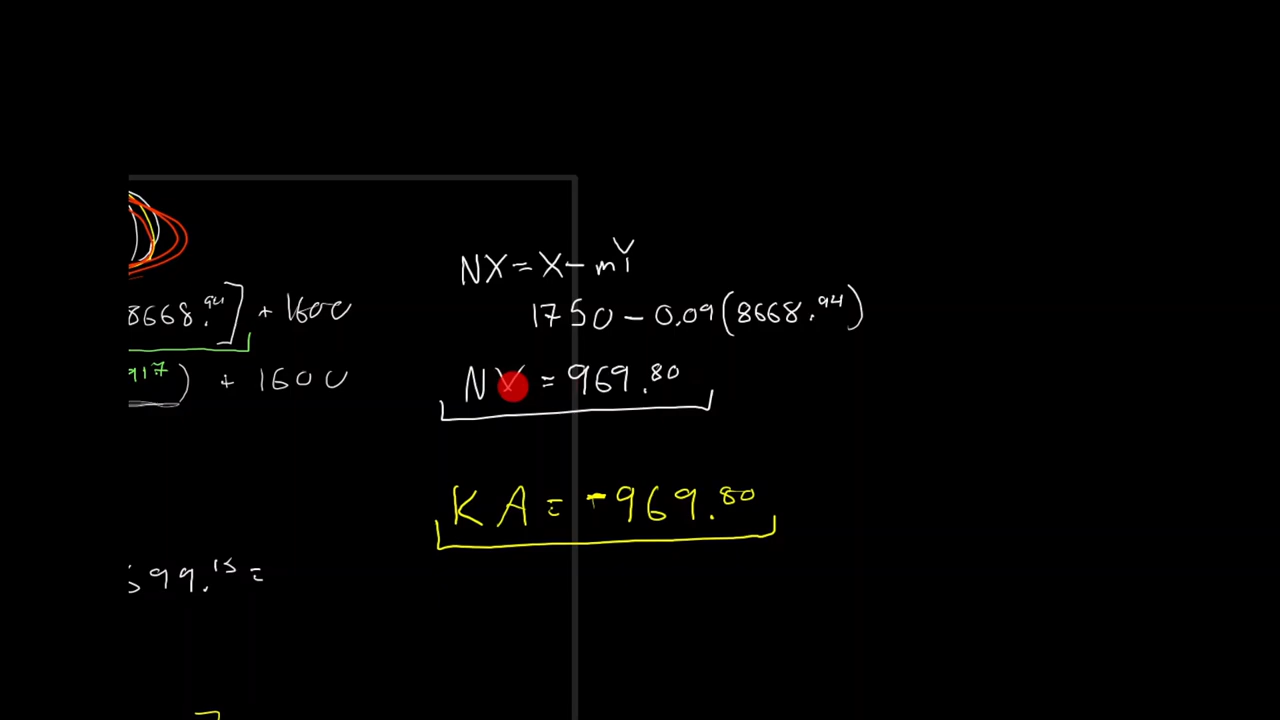 NX = X - mY
8668.94] + 1600
1750 - 0.09 (8668.94)
917) + 1600
NX = 969.80
KA = -969.80
599.15 =